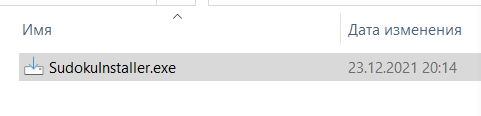 Имя Дата изменения
SudokuInstaller.exe 23.12.2021 20:14